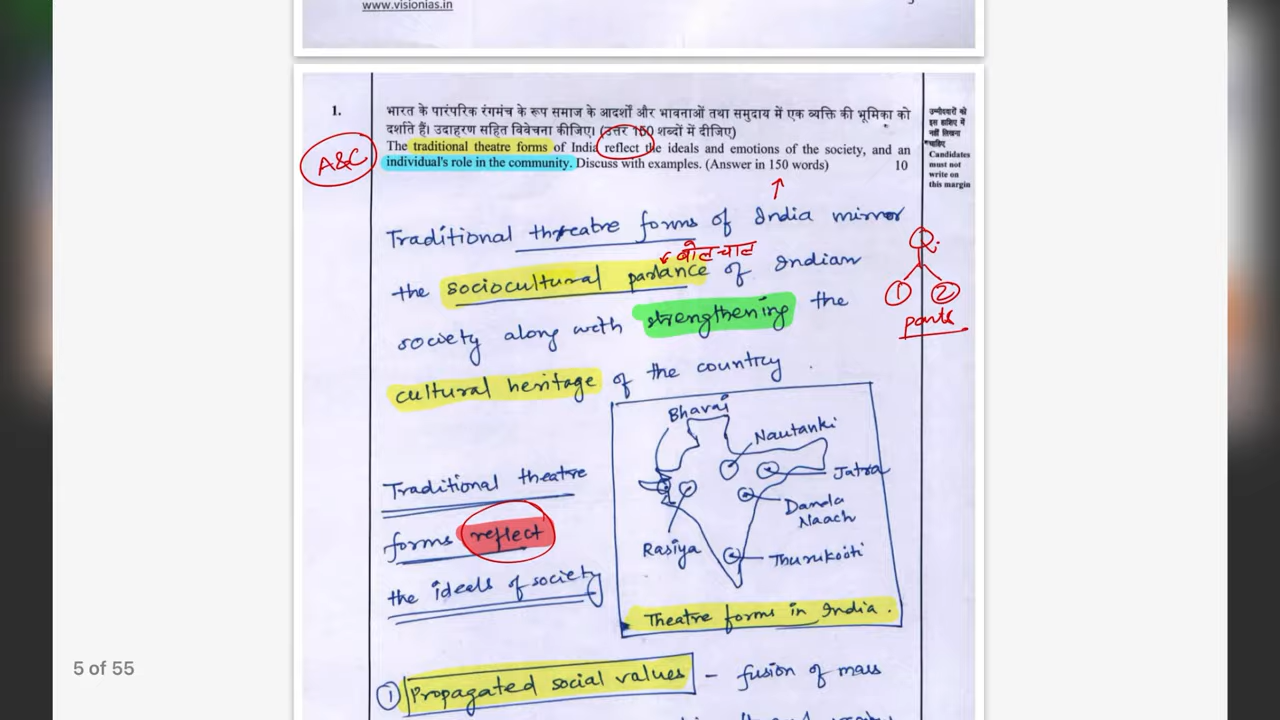 www.visionias.in
1.
भारत के पारंपरिक रंगमंच के रूप समाज के आदर्शों और भावनाओं तथा समुदाय में एक व्यक्ति की भूमिका को
दर्शाते हैं। उदाहरण सहित विवेचना कीजिए। (उत्तर 150 शब्दों में दीजिए)
The traditional theatre forms of India reflect the ideals and emotions of the society, and an
individual's role in the community. Discuss with examples. (Answer in 150 words) 10
उम्मीदवारों को
इस हाशिए में
नहीं लिखना
चाहिए
Candidates
must not
write on
this margin
A&C
Traditional theatre forms of India mirror
बोलचाल
the sociocultural parlance of Indian
society along with strengthening the
cultural heritage of the country.
Q.
1 2
parts
Bhavai
Nautanki
Jatra
Danda
Naach
Rasiya
Thurukooti
Theatre forms in India.
Traditional theatre
forms reflect
the ideals of society
1 Propagated social values - fusion of mass
5 of 55